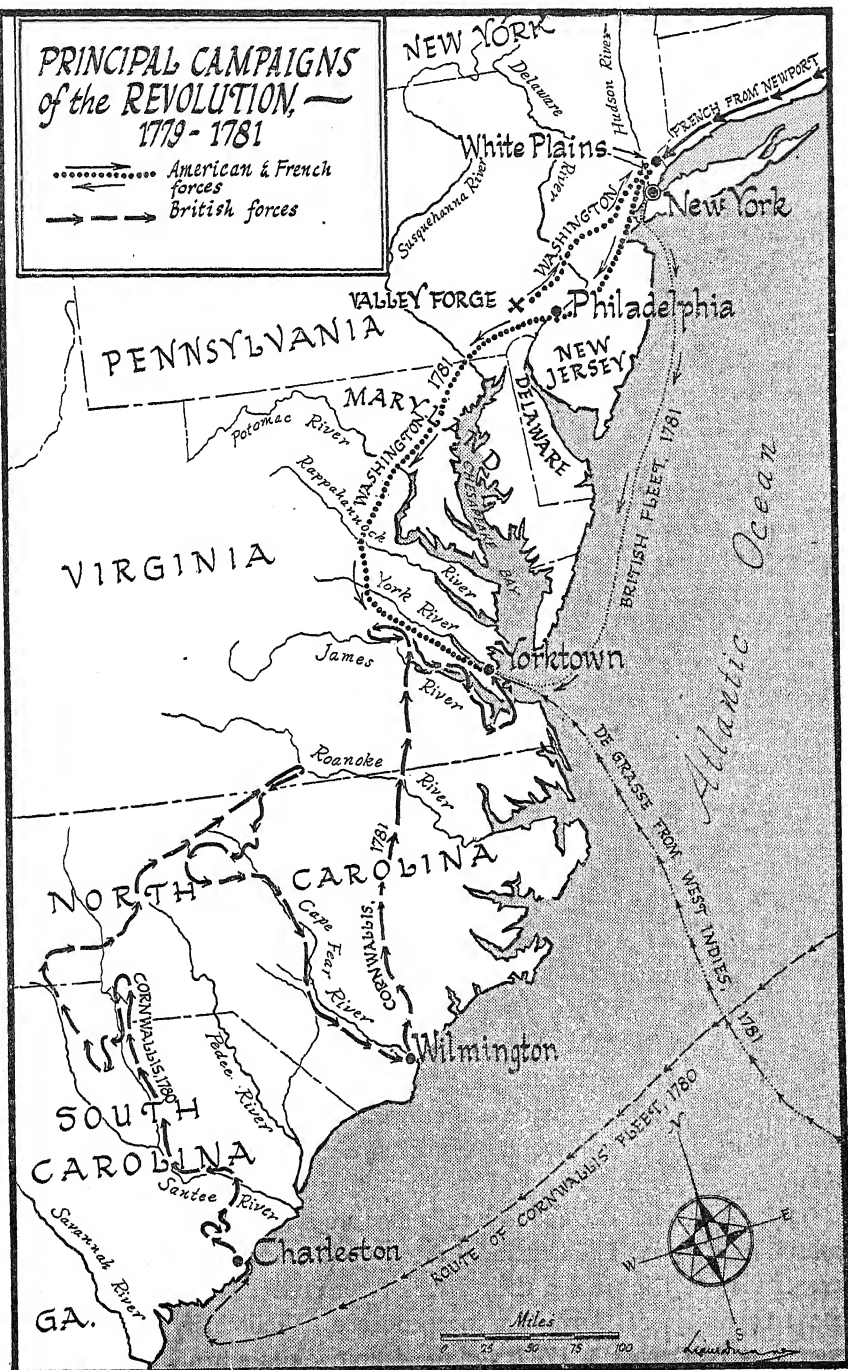 PRINCIPAL CAMPAIGNS
of the REVOLUTION, —
1779 - 1781
American & French
forces
British forces
NEW YORK
Delaware
River
Hudson River
FRENCH FROM NEWPORT
White Plains
New York
Susquehanna River
WASHINGTON
VALLEY FORGE
Philadelphia
PENNSYLVANIA
NEW
JERSEY
MARYLAND
DELAWARE
WASHINGTON 1781
Potomac River
Rappahannock
River
CHESAPEAKE
BAY
BRITISH FLEET, 1781
Atlantic Ocean
VIRGINIA
York River
Yorktown
James
River
DE GRASSE FROM WEST INDIES, 1781
Roanoke
River
NORTH CAROLINA
CORNWALLIS, 1781
Cape
Fear River
CORNWALLIS, 1780
Wilmington
Pedee River
SOUTH
CAROLINA
Santee River
Savannah River
Charleston
ROUTE OF CORNWALLIS' FLEET, 1780
GA.
N
E
W
S
Miles
0 25 50 75 100